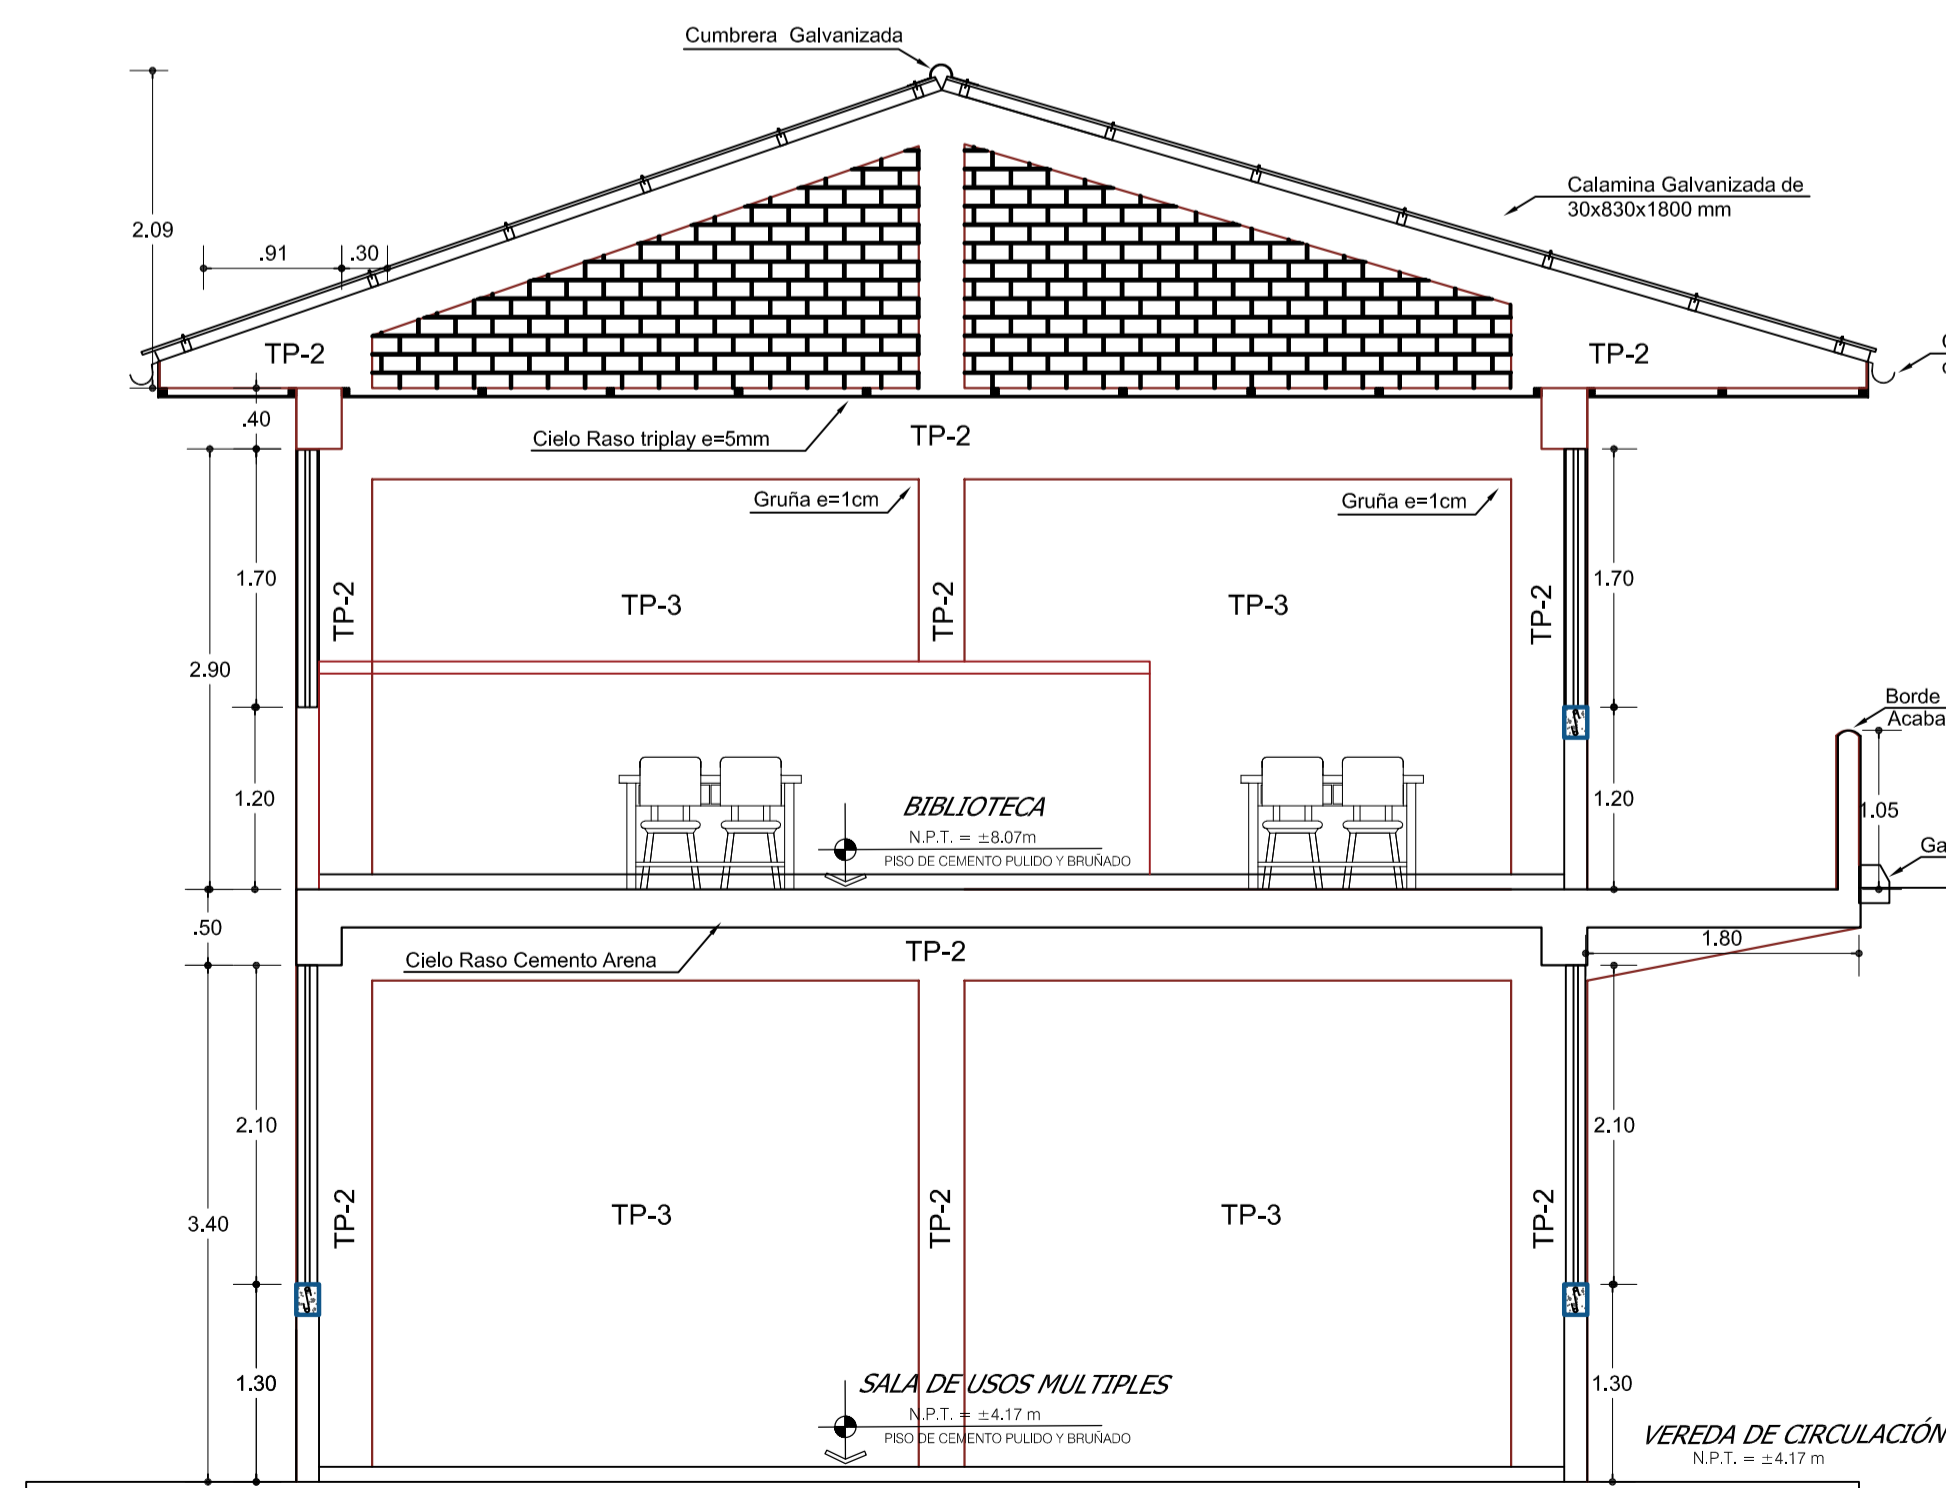 Cumbrera Galvanizada
Calamina Galvanizada de
30x830x1800 mm
2.09
.91
.30
TP-2
TP-2
.40
Cielo Raso triplay e=5mm
TP-2
Gruña e=1cm
Gruña e=1cm
1.70
TP-2
TP-3
TP-2
TP-3
TP-2
1.70
2.90
Borde
Acaba
1.20
BIBLIOTECA
N.P.T. = ±8.07m
PISO DE CEMENTO PULIDO Y BRUÑADO
1.20
1.05
Ga
.50
Cielo Raso Cemento Arena
TP-2
1.80
2.10
2.10
3.40
TP-2
TP-3
TP-2
TP-3
TP-2
1.30
SALA DE USOS MULTIPLES
N.P.T. = ±4.17 m
PISO DE CEMENTO PULIDO Y BRUÑADO
1.30
VEREDA DE CIRCULACIÓN
N.P.T. = ±4.17 m